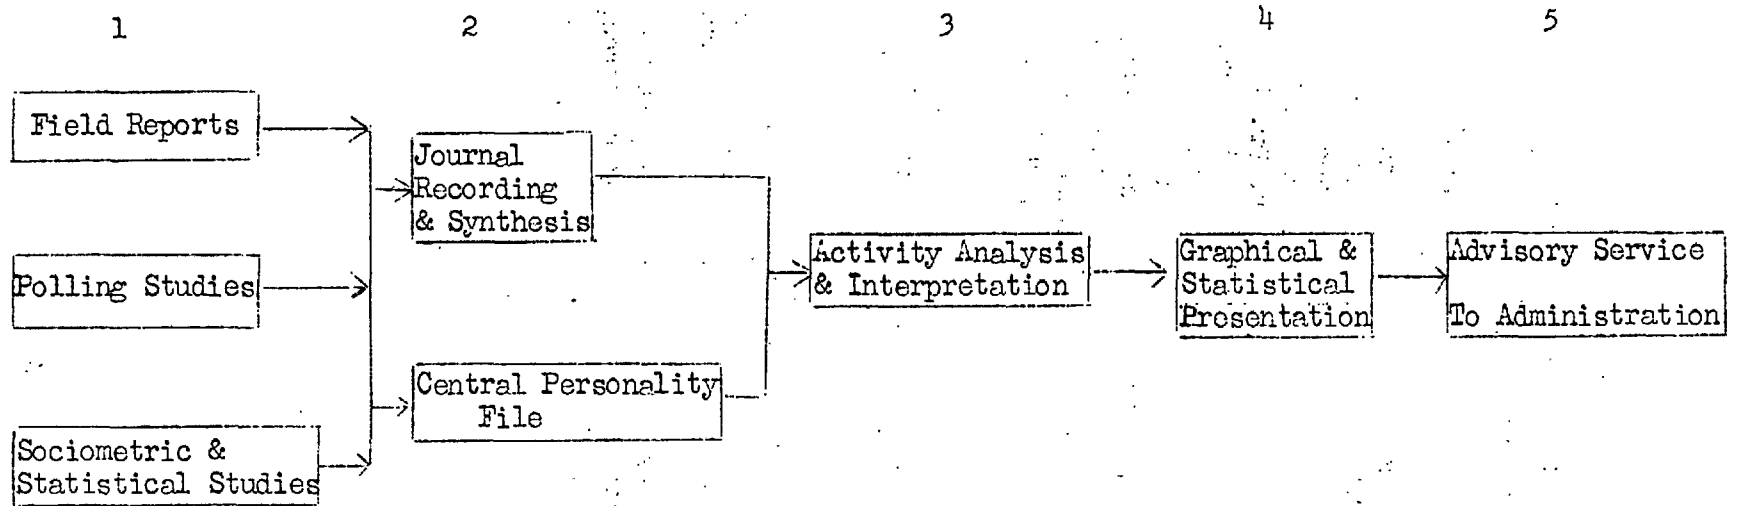 1 2 3 4 5
Field Reports
Polling Studies
Sociometric &
Statistical Studies
Journal
Recording
& Synthesis
Central Personality
File
Activity Analysis
& Interpretation
Graphical &
Statistical
Presentation
Advisory Service
To Administration